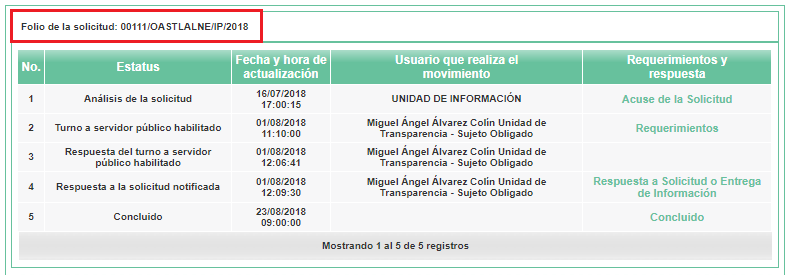 Folio de la solicitud: 00111/OASTLALNE/IP/2018
No. Estatus Fecha y hora de actualización Usuario que realiza el movimiento Requerimientos y respuesta
1 Análisis de la solicitud 16/07/2018 17:00:15 UNIDAD DE INFORMACIÓN Acuse de la Solicitud
2 Turno a servidor público habilitado 01/08/2018 11:10:00 Miguel Ángel Álvarez Colín Unidad de Transparencia - Sujeto Obligado Requerimientos
3 Respuesta del turno a servidor público habilitado 01/08/2018 12:06:41 Miguel Ángel Álvarez Colín Unidad de Transparencia - Sujeto Obligado
4 Respuesta a la solicitud notificada 01/08/2018 12:09:30 Miguel Ángel Álvarez Colín Unidad de Transparencia - Sujeto Obligado Respuesta a Solicitud o Entrega de Información
5 Concluido 23/08/2018 09:00:00 Concluido
Mostrando 1 al 5 de 5 registros